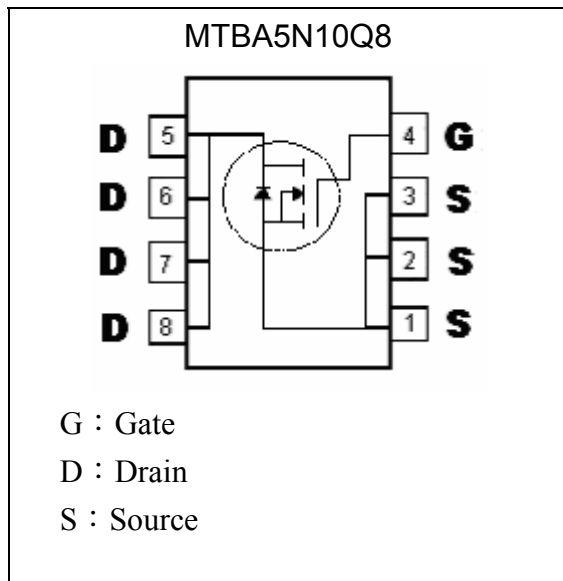 MTBA5N10Q8
D 5 4 G
D 6 3 S
D 7 2 S
D 8 1 S
G：Gate
D：Drain
S：Source